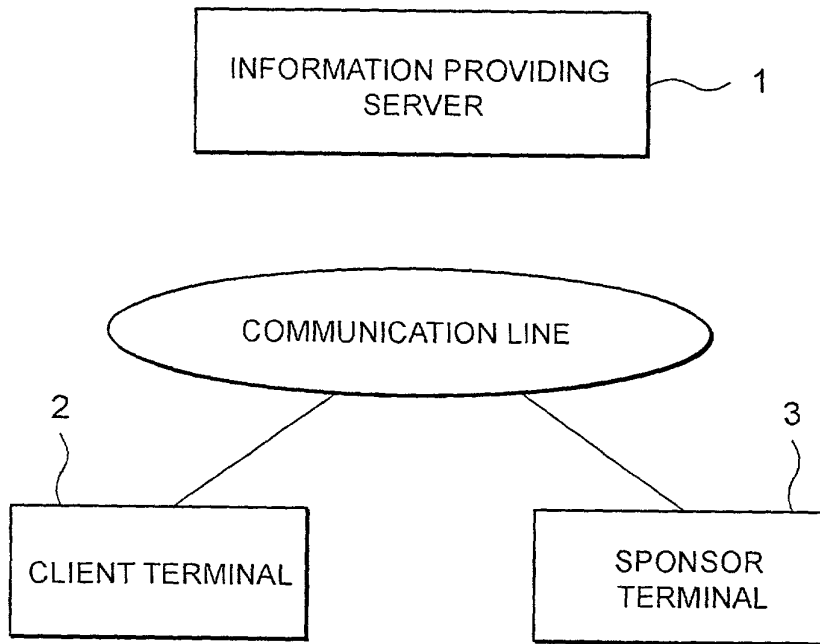 INFORMATION PROVIDING
SERVER
1
COMMUNICATION LINE
2
3
CLIENT TERMINAL
SPONSOR
TERMINAL